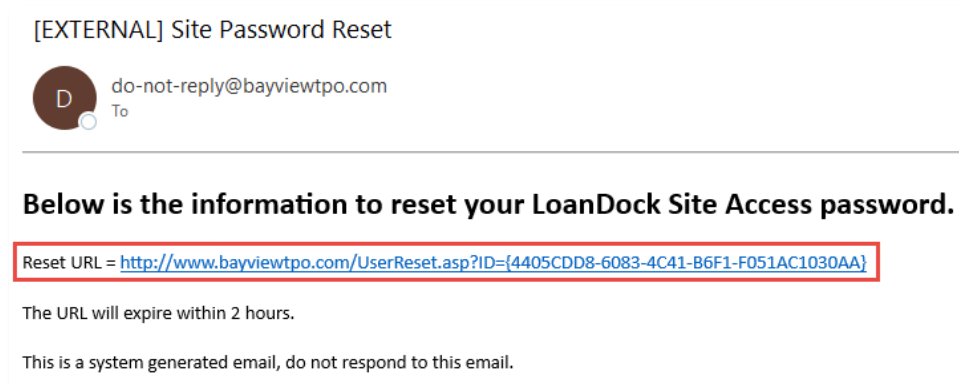 [EXTERNAL] Site Password Reset
D
do-not-reply@bayviewtpo.com
To
Below is the information to reset your LoanDock Site Access password.
Reset URL = http://www.bayviewtpo.com/UserReset.asp?ID={4405CDD8-6083-4C41-B6F1-F051AC1030AA}
The URL will expire within 2 hours.
This is a system generated email, do not respond to this email.